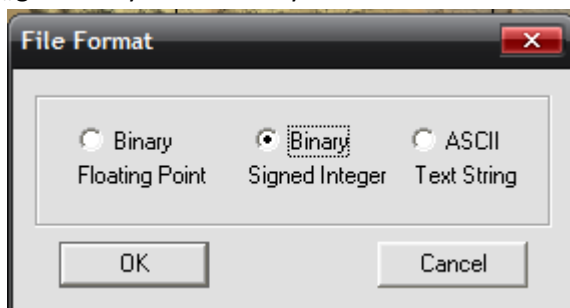 File Format
Binary Binary ASCII
Floating Point Signed Integer Text String
OK Cancel